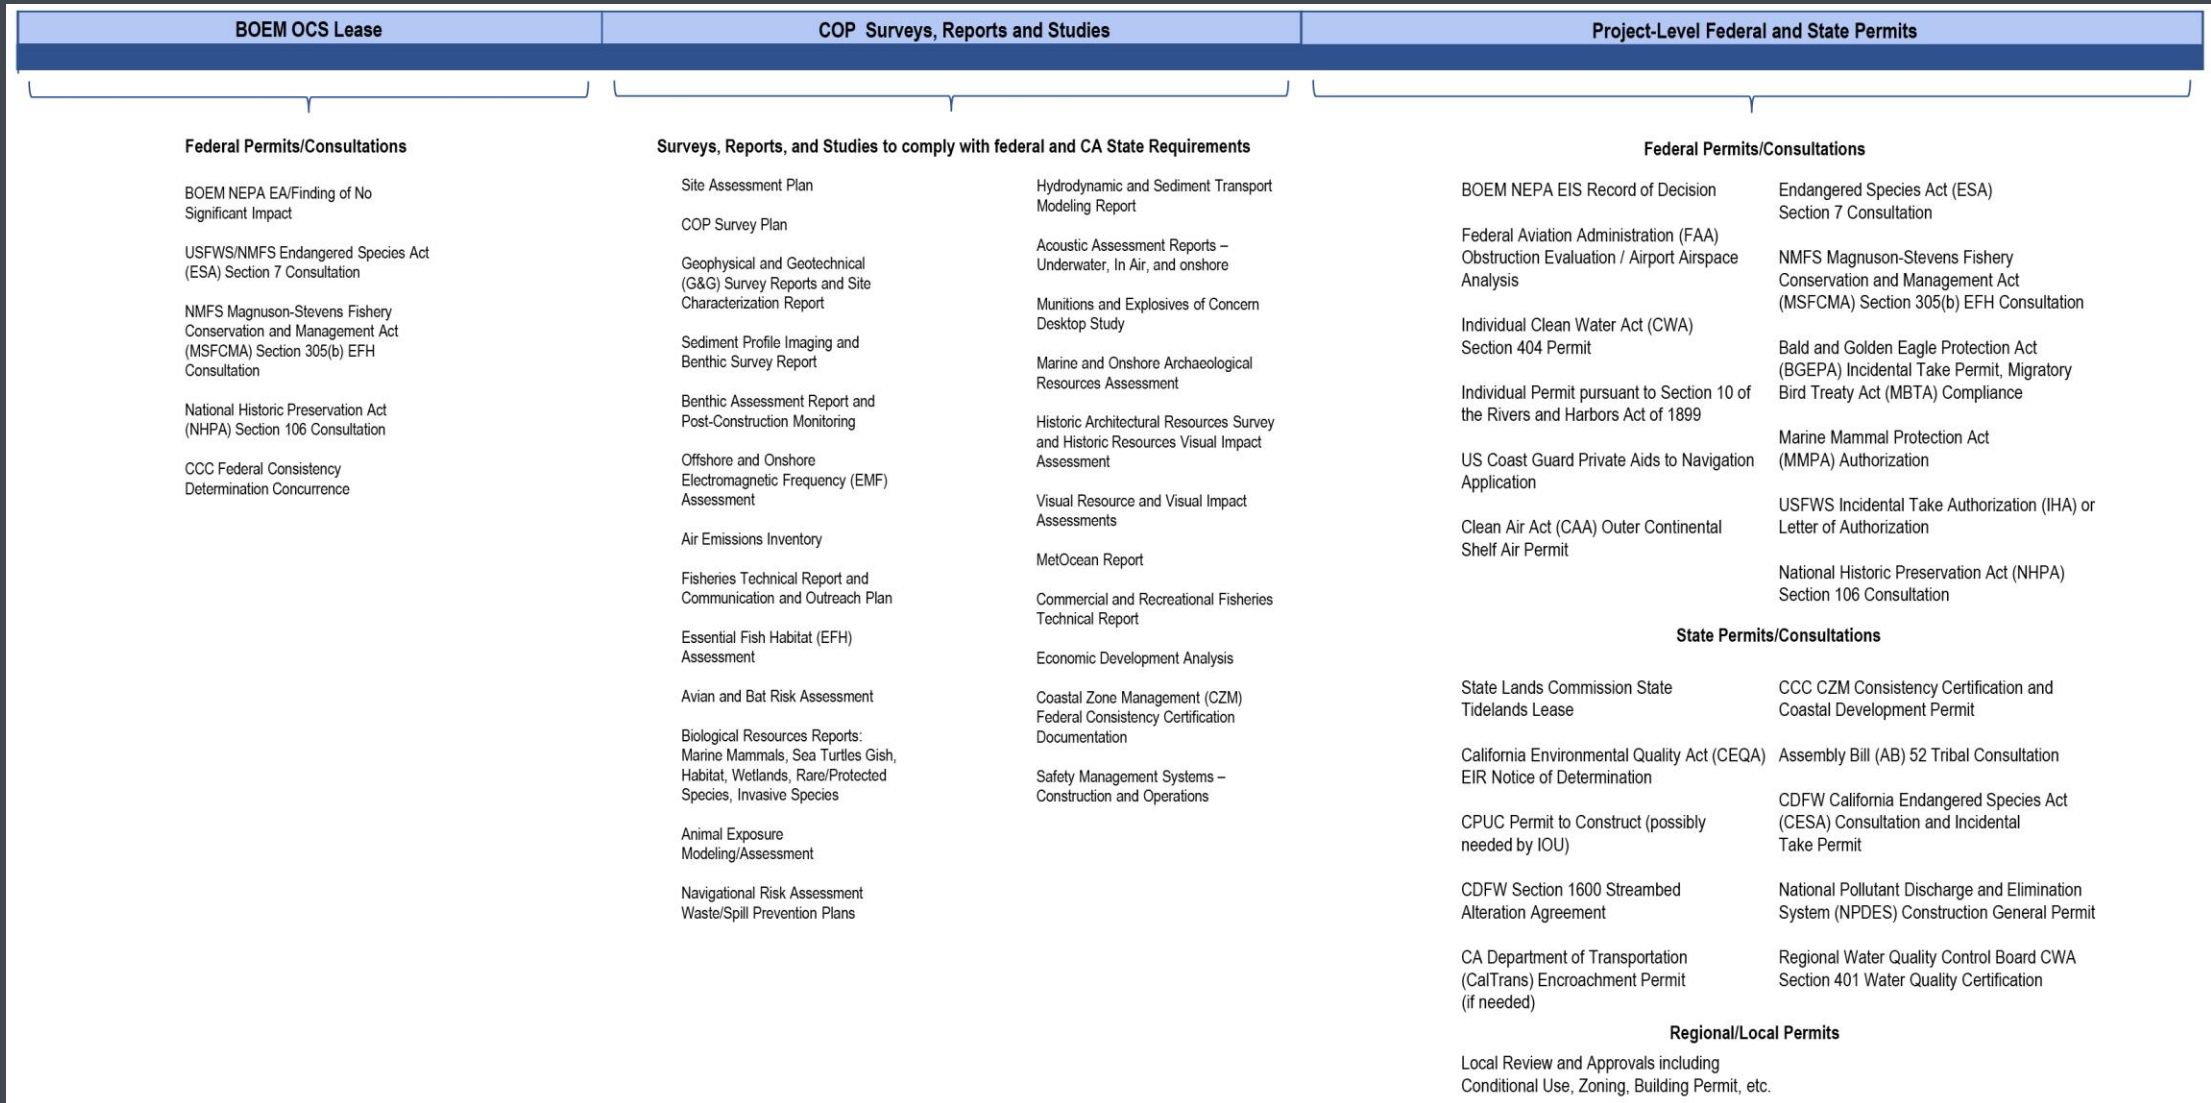 BOEM OCS Lease
COP Surveys, Reports and Studies
Project-Level Federal and State Permits
Federal Permits/Consultations
BOEM NEPA EA/Finding of No
Significant Impact
USFWS/NMFS Endangered Species Act
(ESA) Section 7 Consultation
NMFS Magnuson-Stevens Fishery
Conservation and Management Act
(MSFCMA) Section 305(b) EFH
Consultation
National Historic Preservation Act
(NHPA) Section 106 Consultation
CCC Federal Consistency
Determination Concurrence
Surveys, Reports, and Studies to comply with federal and CA State Requirements
Site Assessment Plan
COP Survey Plan
Geophysical and Geotechnical
(G&G) Survey Reports and Site
Characterization Report
Sediment Profile Imaging and
Benthic Survey Report
Benthic Assessment Report and
Post-Construction Monitoring
Offshore and Onshore
Electromagnetic Frequency (EMF)
Assessment
Air Emissions Inventory
Fisheries Technical Report and
Communication and Outreach Plan
Essential Fish Habitat (EFH)
Assessment
Avian and Bat Risk Assessment
Biological Resources Reports:
Marine Mammals, Sea Turtles Gish,
Habitat, Wetlands, Rare/Protected
Species, Invasive Species
Animal Exposure
Modeling/Assessment
Navigational Risk Assessment
Waste/Spill Prevention Plans
Hydrodynamic and Sediment Transport
Modeling Report
Acoustic Assessment Reports –
Underwater, In Air, and onshore
Munitions and Explosives of Concern
Desktop Study
Marine and Onshore Archaeological
Resources Assessment
Historic Architectural Resources Survey
and Historic Resources Visual Impact
Assessment
Visual Resource and Visual Impact
Assessments
MetOcean Report
Commercial and Recreational Fisheries
Technical Report
Economic Development Analysis
Coastal Zone Management (CZM)
Federal Consistency Certification
Documentation
Safety Management Systems –
Construction and Operations
Federal Permits/Consultations
BOEM NEPA EIS Record of Decision
Federal Aviation Administration (FAA)
Obstruction Evaluation / Airport Airspace
Analysis
Individual Clean Water Act (CWA)
Section 404 Permit
Individual Permit pursuant to Section 10 of
the Rivers and Harbors Act of 1899
US Coast Guard Private Aids to Navigation
Application
Clean Air Act (CAA) Outer Continental
Shelf Air Permit
Endangered Species Act (ESA)
Section 7 Consultation
NMFS Magnuson-Stevens Fishery
Conservation and Management Act
(MSFCMA) Section 305(b) EFH Consultation
Bald and Golden Eagle Protection Act
(BGEPA) Incidental Take Permit, Migratory
Bird Treaty Act (MBTA) Compliance
Marine Mammal Protection Act
(MMPA) Authorization
USFWS Incidental Take Authorization (IHA) or
Letter of Authorization
National Historic Preservation Act (NHPA)
Section 106 Consultation
State Permits/Consultations
State Lands Commission State
Tidelands Lease
California Environmental Quality Act (CEQA)
EIR Notice of Determination
CPUC Permit to Construct (possibly
needed by IOU)
CDFW Section 1600 Streambed
Alteration Agreement
CA Department of Transportation
(CalTrans) Encroachment Permit
(if needed)
CCC CZM Consistency Certification and
Coastal Development Permit
Assembly Bill (AB) 52 Tribal Consultation
CDFW California Endangered Species Act
(CESA) Consultation and Incidental
Take Permit
National Pollutant Discharge and Elimination
System (NPDES) Construction General Permit
Regional Water Quality Control Board CWA
Section 401 Water Quality Certification
Regional/Local Permits
Local Review and Approvals including
Conditional Use, Zoning, Building Permit, etc.